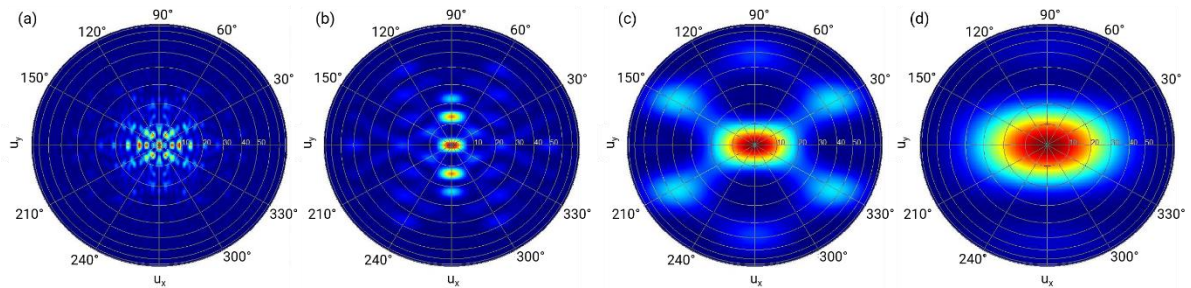 (a) 90° (b) 90° (c) 90° (d) 90°
120° 60° 120° 60° 120° 60° 120° 60°
150° 30° 150° 30° 150° 30° 150° 30°
u_y 10 20 30 40 50 u_y 10 20 30 40 50 u_y 10 20 30 40 50 u_y 10 20 30 40 50
210° 330° 210° 330° 210° 330° 210° 330°
240° 300° 240° 300° 240° 300° 240° 300°
u_x u_x u_x u_x